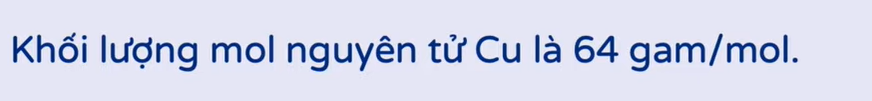 Khối lượng mol nguyên tử Cu là 64 gam/mol.